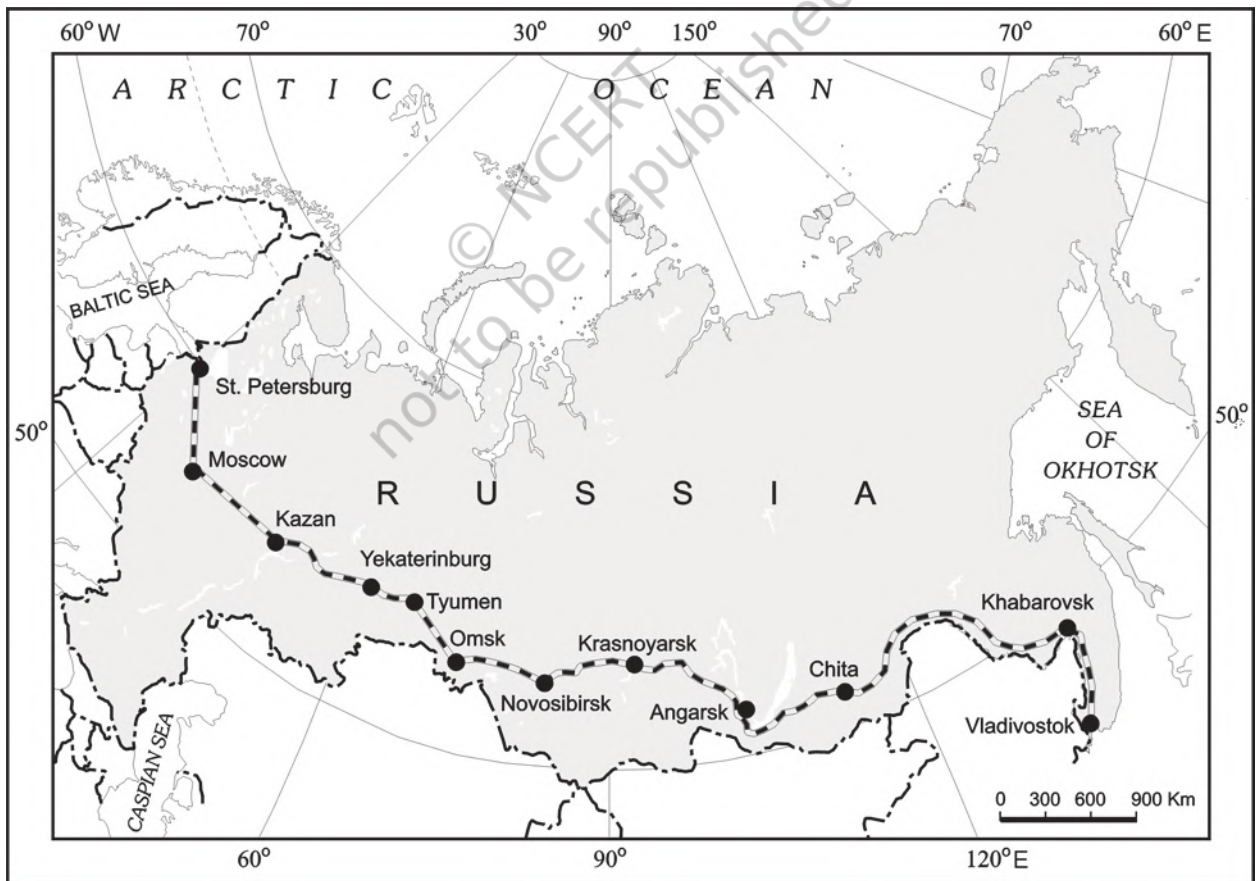 60° W 70° 30° 90° 150° 70° 60° E
A R C T I C O C E A N
© NCERT
not to be republished
BALTIC SEA
St. Petersburg
50°
SEA
OF
OKHOTSK
50°
Moscow
R U S S I A
Kazan
Yekaterinburg
Tyumen
Khabarovsk
Omsk
Krasnoyarsk
Chita
Novosibirsk
Angarsk
Vladivostok
CASPIAN SEA
0 300 600 900 Km
60° 90° 120° E